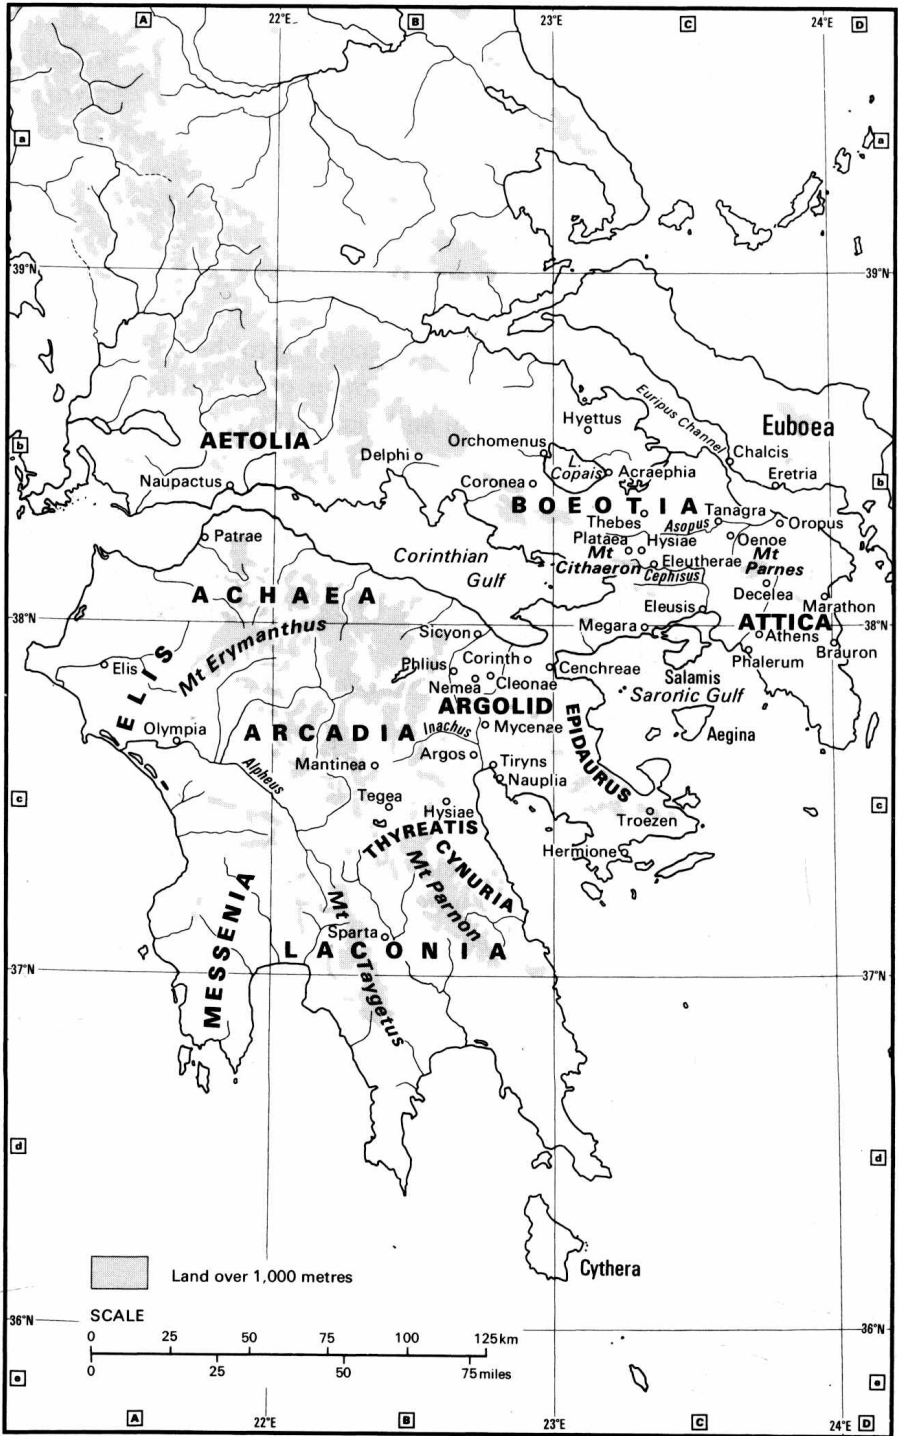 A 22°E B 23°E C 24°E D
a a
39°N 39°N
Hyettus
Euripus Channel
Euboea
b
AETOLIA
Orchomenus
Chalcis
Delphi
L. Copais
Acraephia
Eretria
Naupactus
Coronea
b
BOEOTIA
Tanagra
Thebes
Asopus
Oropus
Patrae
Plataea
Hysiae
Oenoe
Corinthian
Gulf
Mt
Cithaeron
Eleutherae
Mt
Parnes
Cephisus
Decelea
ACHAEA
Eleusis
Marathon
38°N 38°N
Sicyon
Megara
ATTICA
Athens
Mt Erymanthus
Brauron
Elis
Phlius
Corinth
Cenchreae
Phalerum
Salamis
ELIS
Nemea
Cleonae
Saronic Gulf
ARGOLID
Olympia
ARCADIA
Inachus
Mycenae
Aegina
EPIDAURUS
Mantinea
Argos
Tiryns
Alpheus
Nauplia
c c
Tegea
Hysiae
Troezen
THYREATIS
Hermione
CYNURIA
Mt Parnon
MESSENIA
Mt Taygetus
Sparta
LACONIA
37°N 37°N
d d
Cythera
Land over 1,000 metres
SCALE
36°N 36°N
0 25 50 75 100 125km
0 25 50 75 miles
e e
A 22°E B 23°E C 24°E D